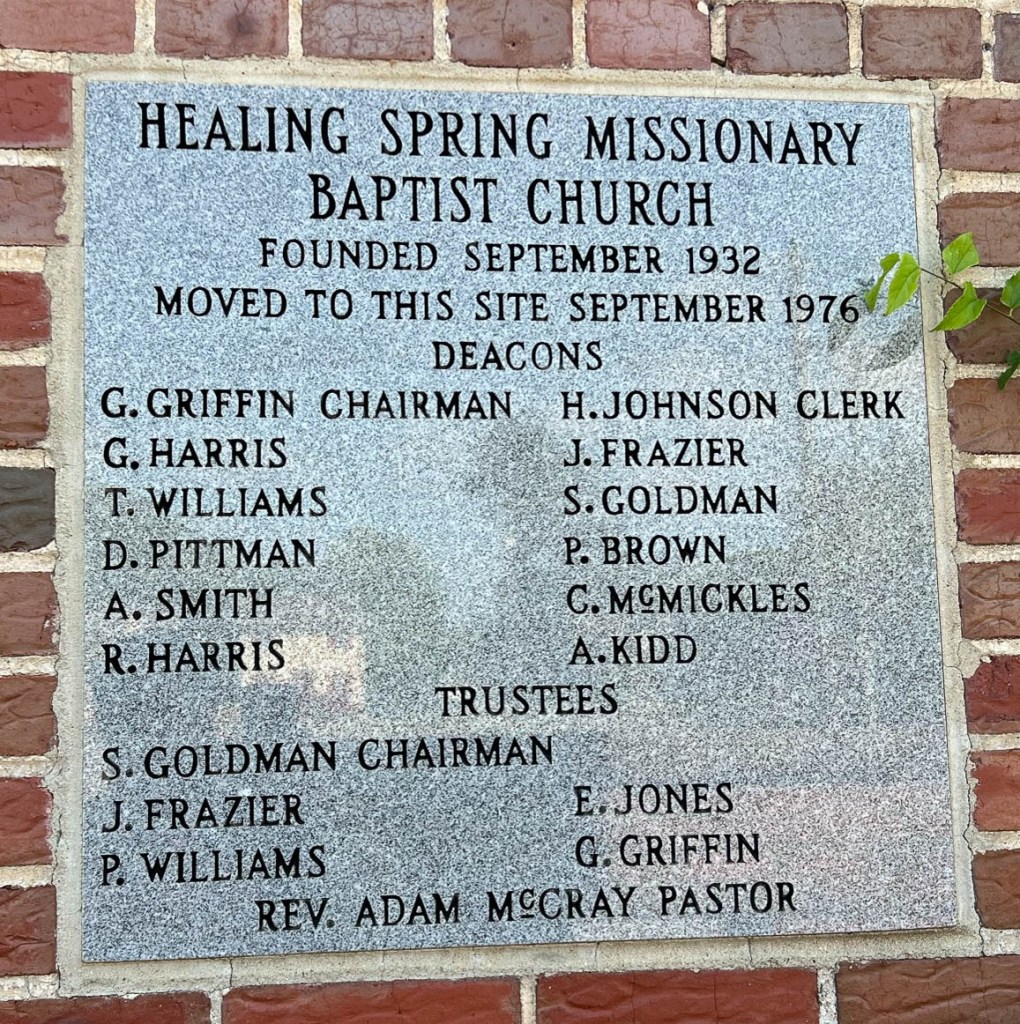 HEALING SPRING MISSIONARY
BAPTIST CHURCH
FOUNDED SEPTEMBER 1932
MOVED TO THIS SITE SEPTEMBER 1976
DEACONS
G. GRIFFIN CHAIRMAN H. JOHNSON CLERK
G. HARRIS J. FRAZIER
T. WILLIAMS S. GOLDMAN
D. PITTMAN P. BROWN
A. SMITH C. McMICKLES
R. HARRIS A. KIDD
TRUSTEES
S. GOLDMAN CHAIRMAN
J. FRAZIER E. JONES
P. WILLIAMS G. GRIFFIN
REV. ADAM McCRAY PASTOR